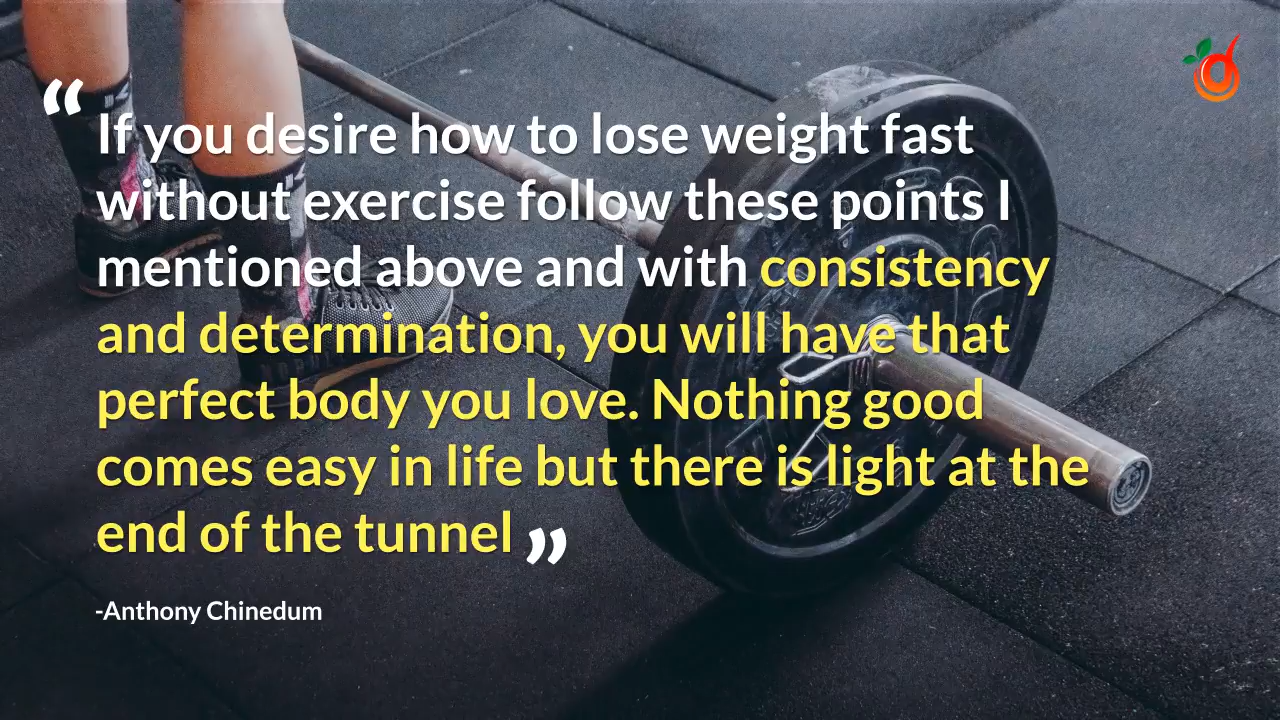 “If you desire how to lose weight fast
without exercise follow these points I
mentioned above and with consistency
and determination, you will have that
perfect body you love. Nothing good
comes easy in life but there is light at the
end of the tunnel”
-Anthony Chinedum